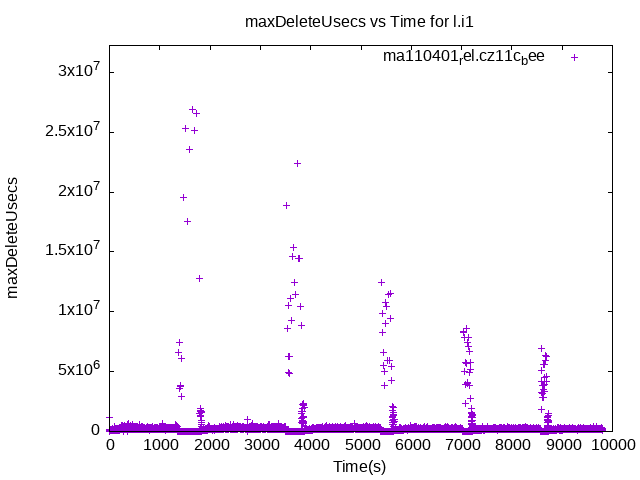 maxDeleteUsecs vs Time for l.i1
ma110401_rel.cz11c_bee
3x10^7
2.5x10^7
2x10^7
1.5x10^7
1x10^7
5x10^6
0
maxDeleteUsecs
0 1000 2000 3000 4000 5000 6000 7000 8000 9000 10000
Time(s)